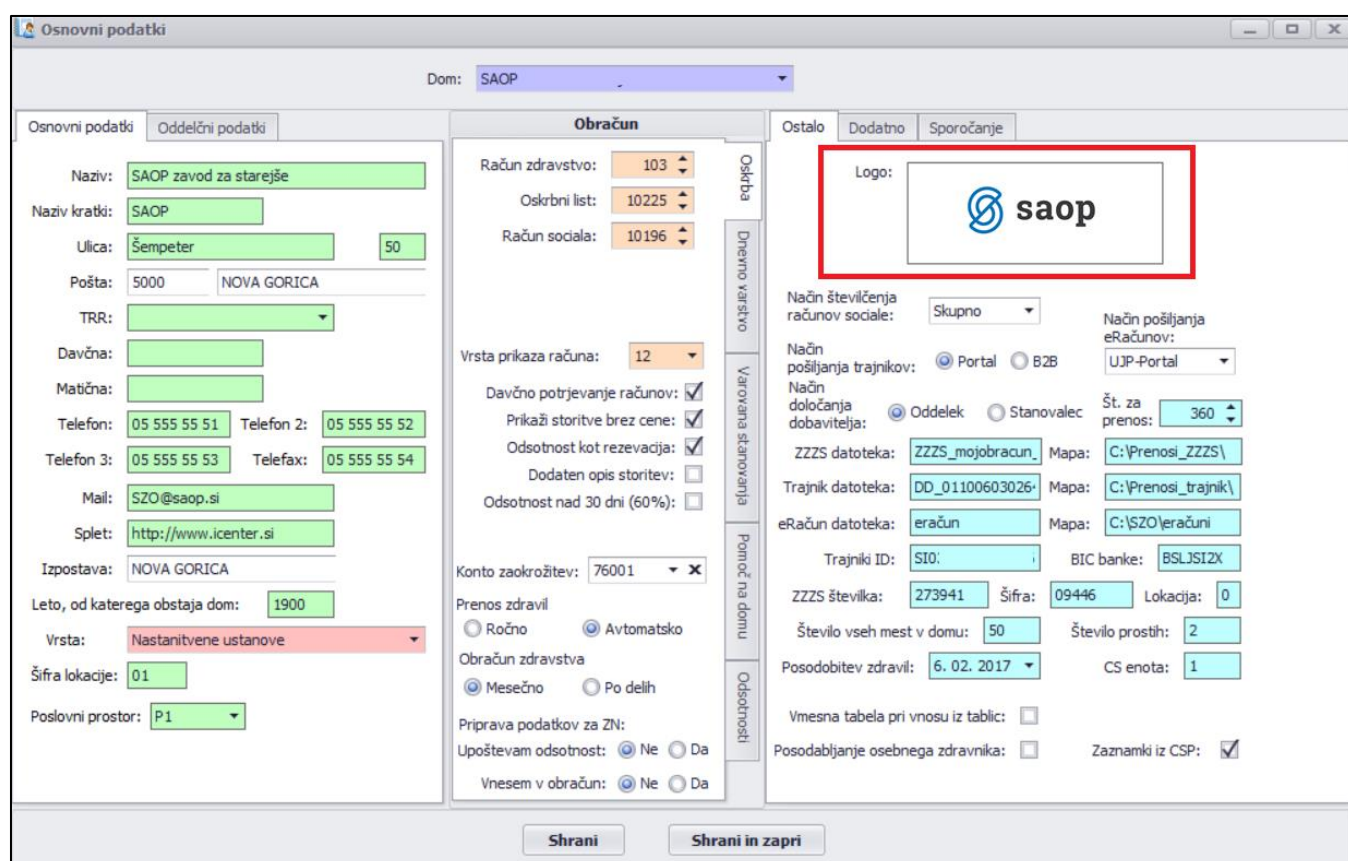 Osnovni podatki
Dom: SAOP
Osnovni podatki Oddelčni podatki
Naziv: SAOP zavod za starejše
Naziv kratki: SAOP
Ulica: Šempeter 50
Pošta: 5000 NOVA GORICA
TRR:
Davčna:
Matična:
Telefon: 05 555 55 51 Telefon 2: 05 555 55 52
Telefon 3: 05 555 55 53 Telefax: 05 555 55 54
Mail: SZO@saop.si
Splet: http://www.icenter.si
Izpostava: NOVA GORICA
Leto, od katerega obstaja dom: 1900
Vrsta: Nastanitvene ustanove
Šifra lokacije: 01
Poslovni prostor: P1
Obračun
Račun zdravstvo: 103
Oskrbni list: 10225
Račun sociala: 10196
Vrsta prikaza računa: 12
Davčno potrjevanje računov:
Prikaži storitve brez cene:
Odsotnost kot rezevacija:
Dodaten opis storitev:
Odsotnost nad 30 dni (60%):
Konto zaokrožitev: 76001
Prenos zdravil
Ročno Avtomatsko
Obračun zdravstva
Mesečno Po delih
Priprava podatkov za ZN:
Upoštevam odsotnost: Ne Da
Vnesem v obračun: Ne Da
Oskrba
Dnevno varstvo
Varovana stanovanja
Pomoč na domu
Odsotnosti
Ostalo Dodatno Sporočanje
Logo: saop
Način številčenja
računov sociale: Skupno
Način pošiljanja
eRačunov:
UJP-Portal
Način
pošiljanja trajnikov: Portal B2B
Način
določanja
dobavitelja: Oddelek Stanovalec
Št. za
prenos: 360
ZZZS datoteka: ZZZS_mojobracun_ Mapa: C:\Prenosi_ZZZS\
Trajnik datoteka: DD_01100603026 Mapa: C:\Prenosi_trajnik\
eRačun datoteka: eračun Mapa: C:\SZO\eračuni
Trajniki ID: SI0 BIC banke: BSLJSI2X
ZZZS številka: 273941 Šifra: 09446 Lokacija: 0
Število vseh mest v domu: 50 Število prostih: 2
Posodobitev zdravil: 6. 02. 2017 CS enota: 1
Vmesna tabela pri vnosu iz tablic:
Posodabljanje osebnega zdravnika: Zaznamki iz CSP:
Shrani Shrani in zapri